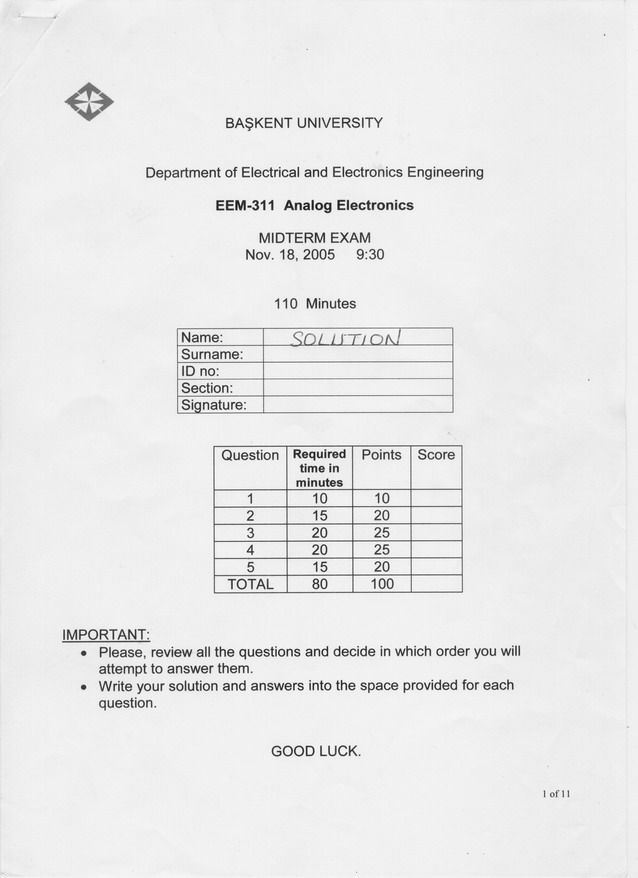 BAŞKENT UNIVERSITY
Department of Electrical and Electronics Engineering
EEM-311 Analog Electronics
MIDTERM EXAM
Nov. 18, 2005 9:30
110 Minutes
Name: SOLUTION
Surname:
ID no:
Section:
Signature:
Question Required time in minutes Points Score
1 10 10
2 15 20
3 20 25
4 20 25
5 15 20
TOTAL 80 100
IMPORTANT:
• Please, review all the questions and decide in which order you will
attempt to answer them.
• Write your solution and answers into the space provided for each
question.
GOOD LUCK.
1 of 11